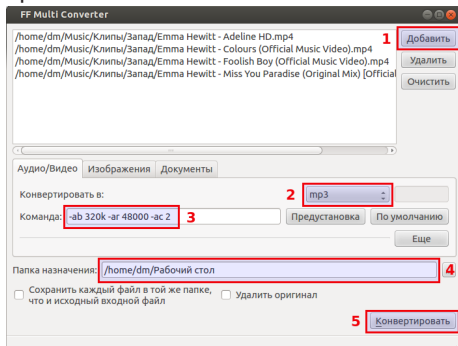 FF Multi Converter
/home/dm/Music/Клипы/Запад/Emma Hewitt - Adeline HD.mp4
/home/dm/Music/Клипы/Запад/Emma Hewitt - Colours (Official Music Video).mp4
/home/dm/Music/Клипы/Запад/Emma Hewitt - Foolish Boy (Official Music Video).mp4
/home/dm/Music/Клипы/Запад/Emma Hewitt - Miss You Paradise (Original Mix) [Official
1 Добавить
Удалить
Очистить
Аудио/Видео Изображения Документы
Конвертировать в: 2 mp3
Команда: -ab 320k -ar 48000 -ac 2 3 Предустановка По умолчанию
Еще
Папка назначения: /home/dm/Рабочий стол 4
Сохранить каждый файл в той же папке,
что и исходный входной файл
Удалить оригинал
5 Конвертировать